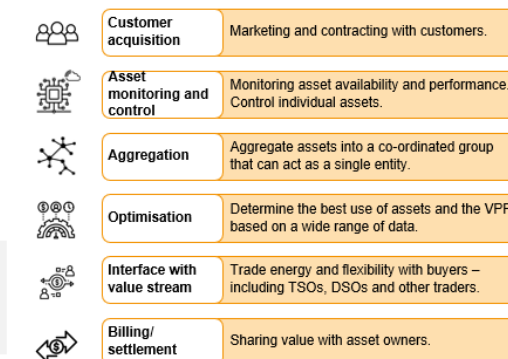 Customer
acquisition
Marketing and contracting with customers.
Asset
monitoring and
control
Monitoring asset availability and performance.
Control individual assets.
Aggregation
Aggregate assets into a co-ordinated group
that can act as a single entity.
Optimisation
Determine the best use of assets and the VPP
based on a wide range of data.
Interface with
value stream
Trade energy and flexibility with buyers –
including TSOs, DSOs and other traders.
Billing/
settlement
Sharing value with asset owners.